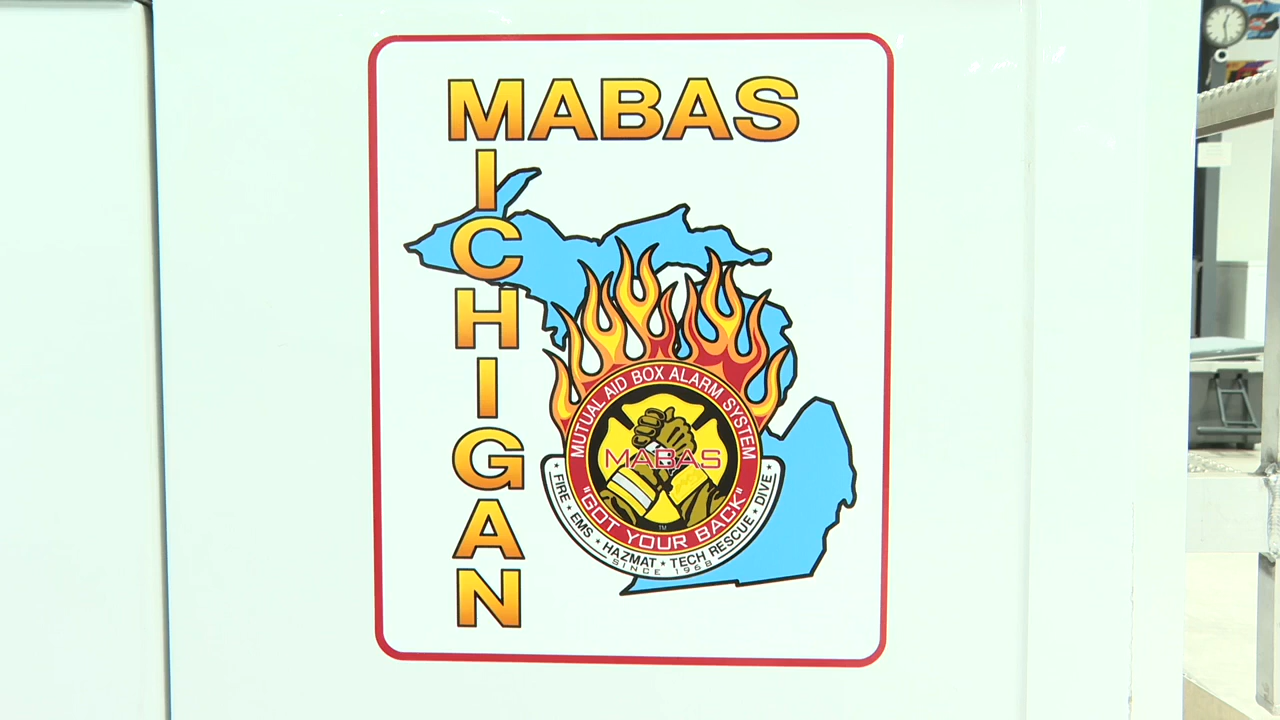 MABAS
MICHIGAN
MUTUAL AID BOX ALARM SYSTEM
MABAS
"GOT YOUR BACK"
TM
★ FIRE ★ EMS ★ HAZMAT ★ TECH RESCUE ★ DIVE ★
SINCE 1968